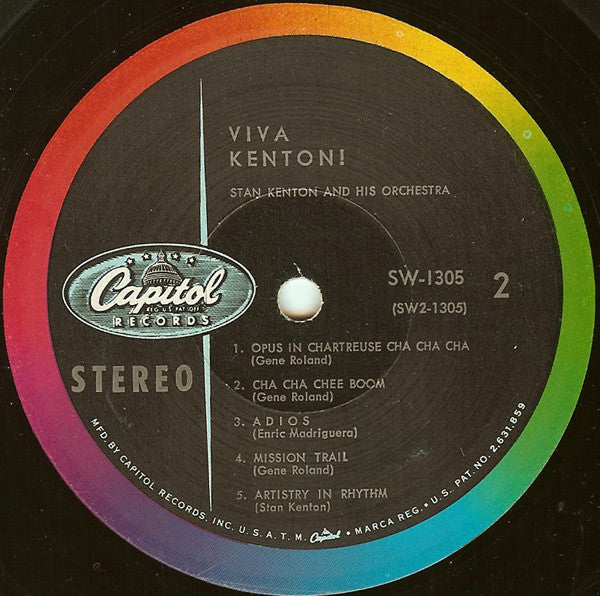 VIVA
KENTON!
STAN KENTON AND HIS ORCHESTRA
Capitol
REG. U.S. PAT. OFF.
RECORDS
STEREO
SW-1305
2
(SW2-1305)
1. OPUS IN CHARTREUSE CHA CHA CHA
(Gene Roland)
2. CHA CHA CHEE BOOM
(Gene Roland)
3. ADIOS
(Enric Madriguera)
4. MISSION TRAIL
(Gene Roland)
5. ARTISTRY IN RHYTHM
(Stan Kenton)
MFD. BY CAPITOL RECORDS, INC. U.S.A. T.M. Capitol • MARCA REG. • U.S. PAT. NO. 2,631,859